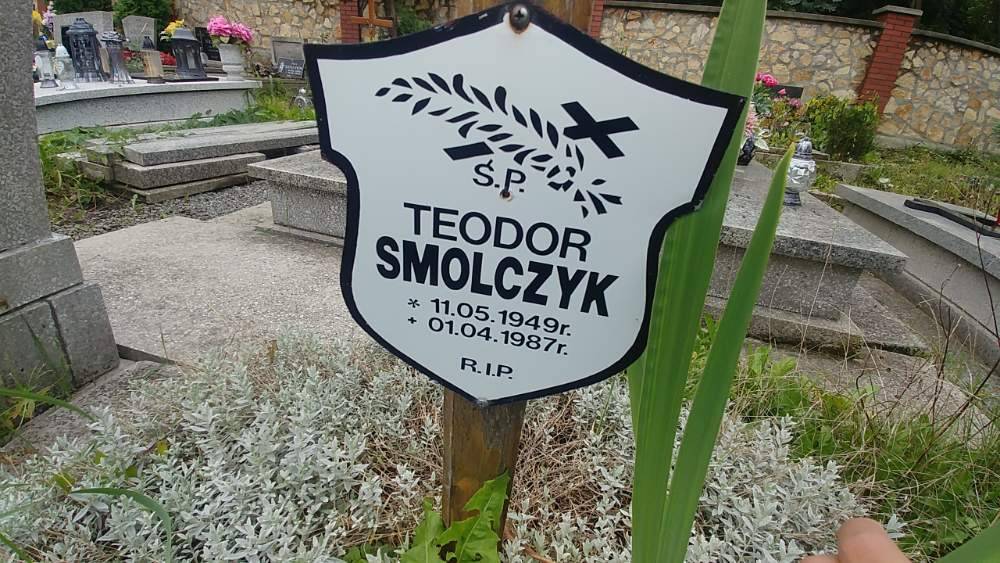 Ś.P.
TEODOR
SMOLCZYK
* 11.05.1949r.
+ 01.04.1987r.
R.I.P.